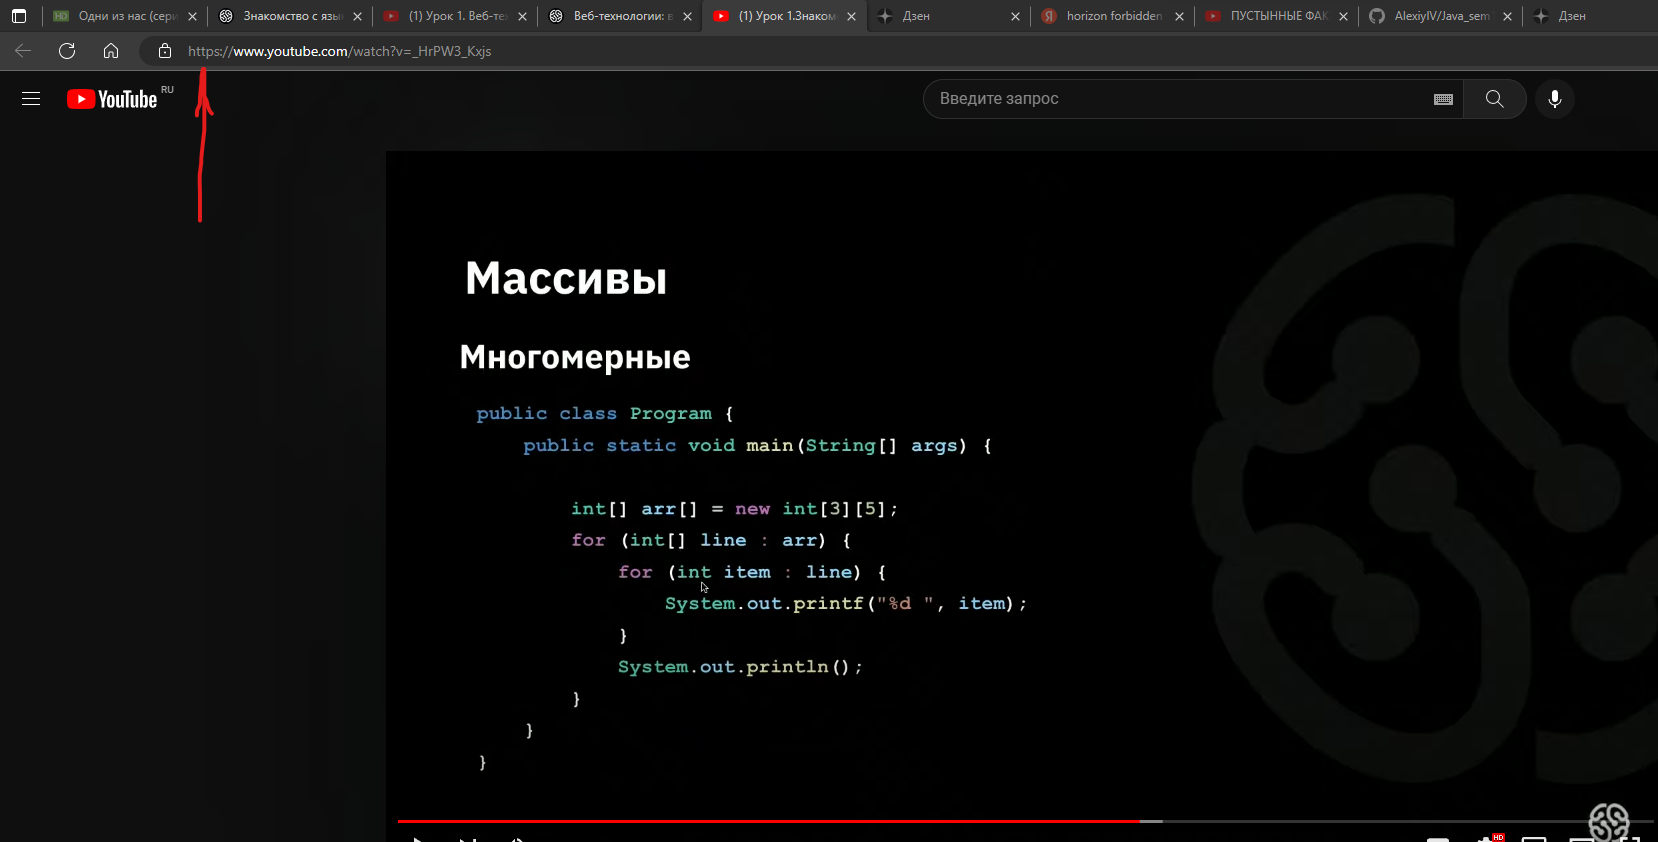 HD Одни из нас (сери
Знакомство с язы
(1) Урок 1. Веб-тех
Веб-технологии: в
(1) Урок 1.Знаком
Дзен
Я horizon forbidden
ПУСТЫННЫЕ ФАК
AlexiyIV/Java_sem
Дзен
https://www.youtube.com/watch?v=_HrPW3_Kxjs
YouTube RU
Введите запрос
Массивы
Многомерные
public class Program {
public static void main(String[] args) {
int[] arr[] = new int[3][5];
for (int[] line : arr) {
for (int item : line) {
System.out.printf("%d ", item);
}
System.out.println();
}
}
}
HD